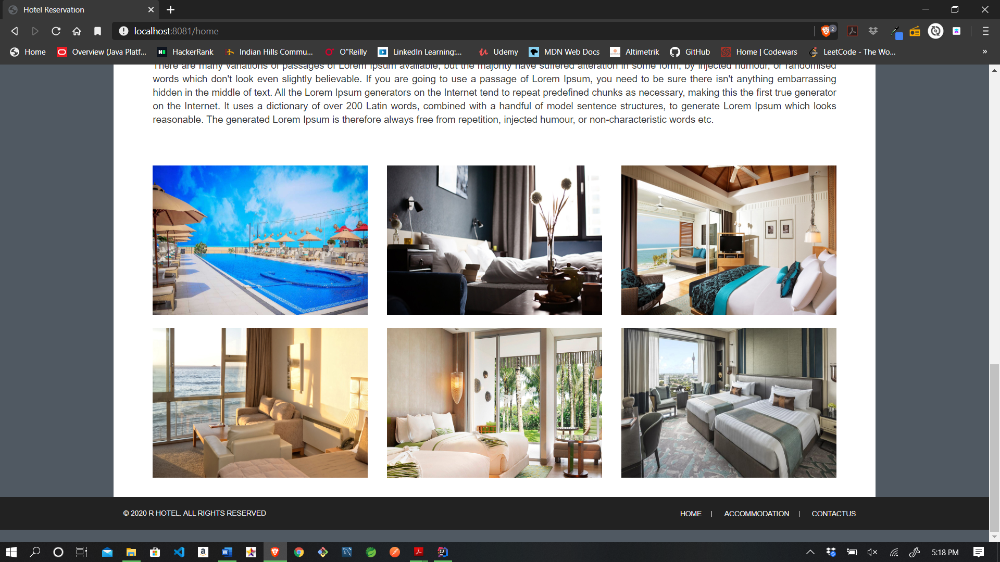 Hotel Reservation
localhost:8081/home
2
Home
Overview (Java Platf...
HackerRank
Indian Hills Commu...
O"Reilly
LinkedIn Learning:...
Udemy
MDN Web Docs
Altimetrik
GitHub
Home | Codewars
LeetCode - The Wo...
»
There are many variations of passages of Lorem Ipsum available, but the majority have suffered alteration in some form, by injected humour, or randomised
words which don't look even slightly believable. If you are going to use a passage of Lorem Ipsum, you need to be sure there isn't anything embarrassing
hidden in the middle of text. All the Lorem Ipsum generators on the Internet tend to repeat predefined chunks as necessary, making this the first true generator
on the Internet. It uses a dictionary of over 200 Latin words, combined with a handful of model sentence structures, to generate Lorem Ipsum which looks
reasonable. The generated Lorem Ipsum is therefore always free from repetition, injected humour, or non-characteristic words etc.
© 2020 R HOTEL. ALL RIGHTS RESERVED
HOME | ACCOMMODATION | CONTACTUS
5:18 PM